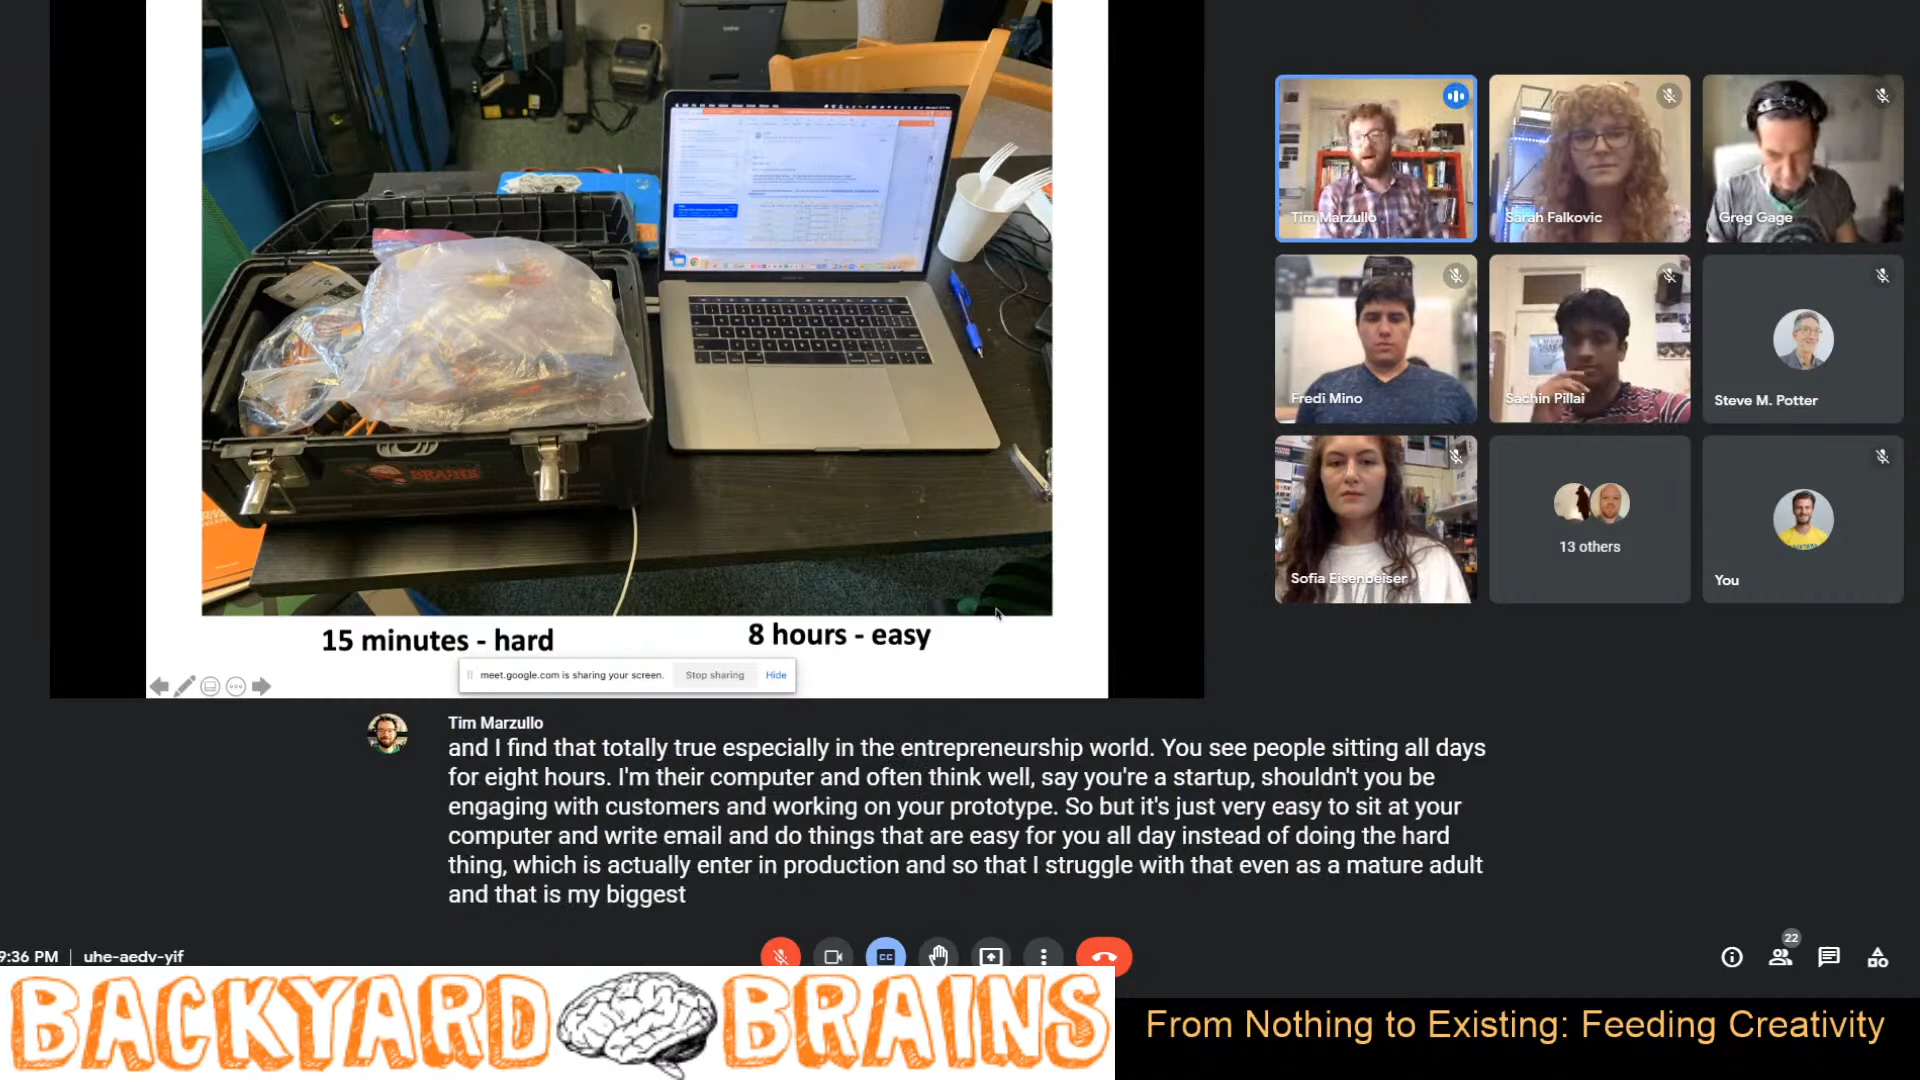 BRAINS
15 minutes - hard
8 hours - easy
meet.google.com is sharing your screen.
Stop sharing
Hide
Tim Marzullo
Sarah Falkovic
Greg Gage
Fredi Mino
Sachin Pillai
Steve M. Potter
Sofia Eisenbeiser
13 others
You
Tim Marzullo
and I find that totally true especially in the entrepreneurship world. You see people sitting all days
for eight hours. I'm their computer and often think well, say you're a startup, shouldn't you be
engaging with customers and working on your prototype. So but it's just very easy to sit at your
computer and write email and do things that are easy for you all day instead of doing the hard
thing, which is actually enter in production and so that I struggle with that even as a mature adult
and that is my biggest
9:36 PM | uhe-aedv-yif
CC
22
BACKYARD BRAINS
From Nothing to Existing: Feeding Creativity